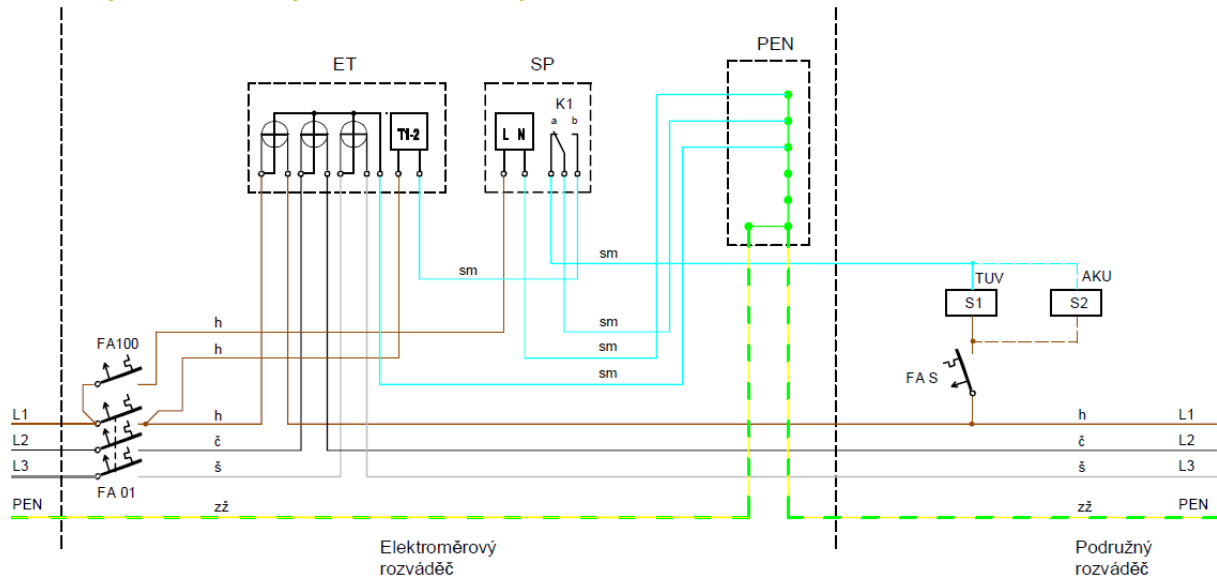 ET
SP
PEN
K1
a b
T1-2
L N
sm
sm
TUV
AKU
S1
S2
h
sm
FA100
h
sm
sm
FA S
L1
h
h
L1
L2
č
č
L2
L3
š
š
L3
FA 01
PEN
zž
zž
PEN
Elektroměrový
rozváděč
Podružný
rozváděč